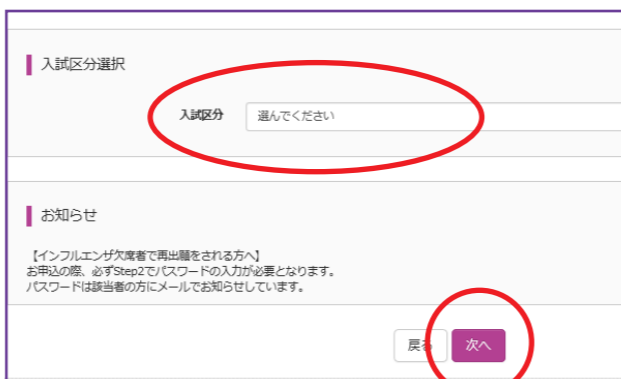 入試区分選択
入試区分 選んでください
お知らせ
【インフルエンザ欠席者で再出願をされる方へ】
お申込の際、必ずStep2でパスワードの入力が必要となります。
パスワードは該当者の方にメールでお知らせしています。
戻る 次へ